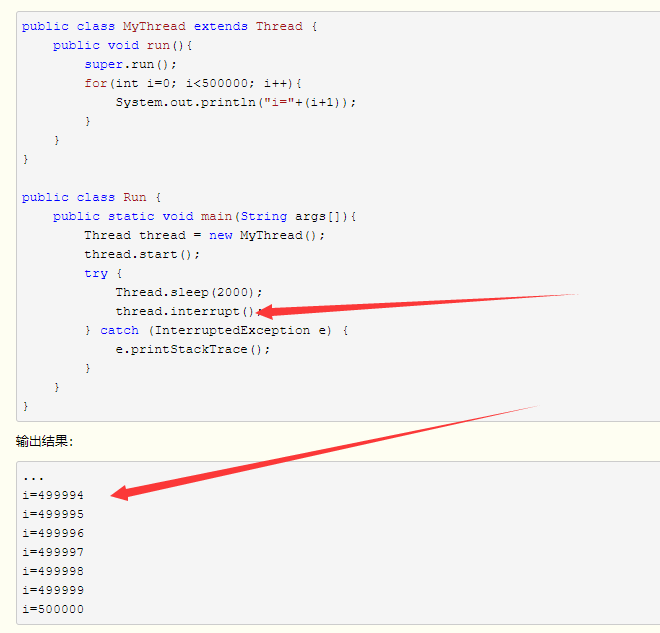 public class MyThread extends Thread {
    public void run(){
        super.run();
        for(int i=0; i<500000; i++){
            System.out.println("i="+(i+1));
        }
    }
}
public class Run {
    public static void main(String args[]){
        Thread thread = new MyThread();
        thread.start();
        try {
            Thread.sleep(2000);
            thread.interrupt();
        } catch (InterruptedException e) {
            e.printStackTrace();
        }
    }
}
输出结果:
...
i=499994
i=499995
i=499996
i=499997
i=499998
i=499999
i=500000